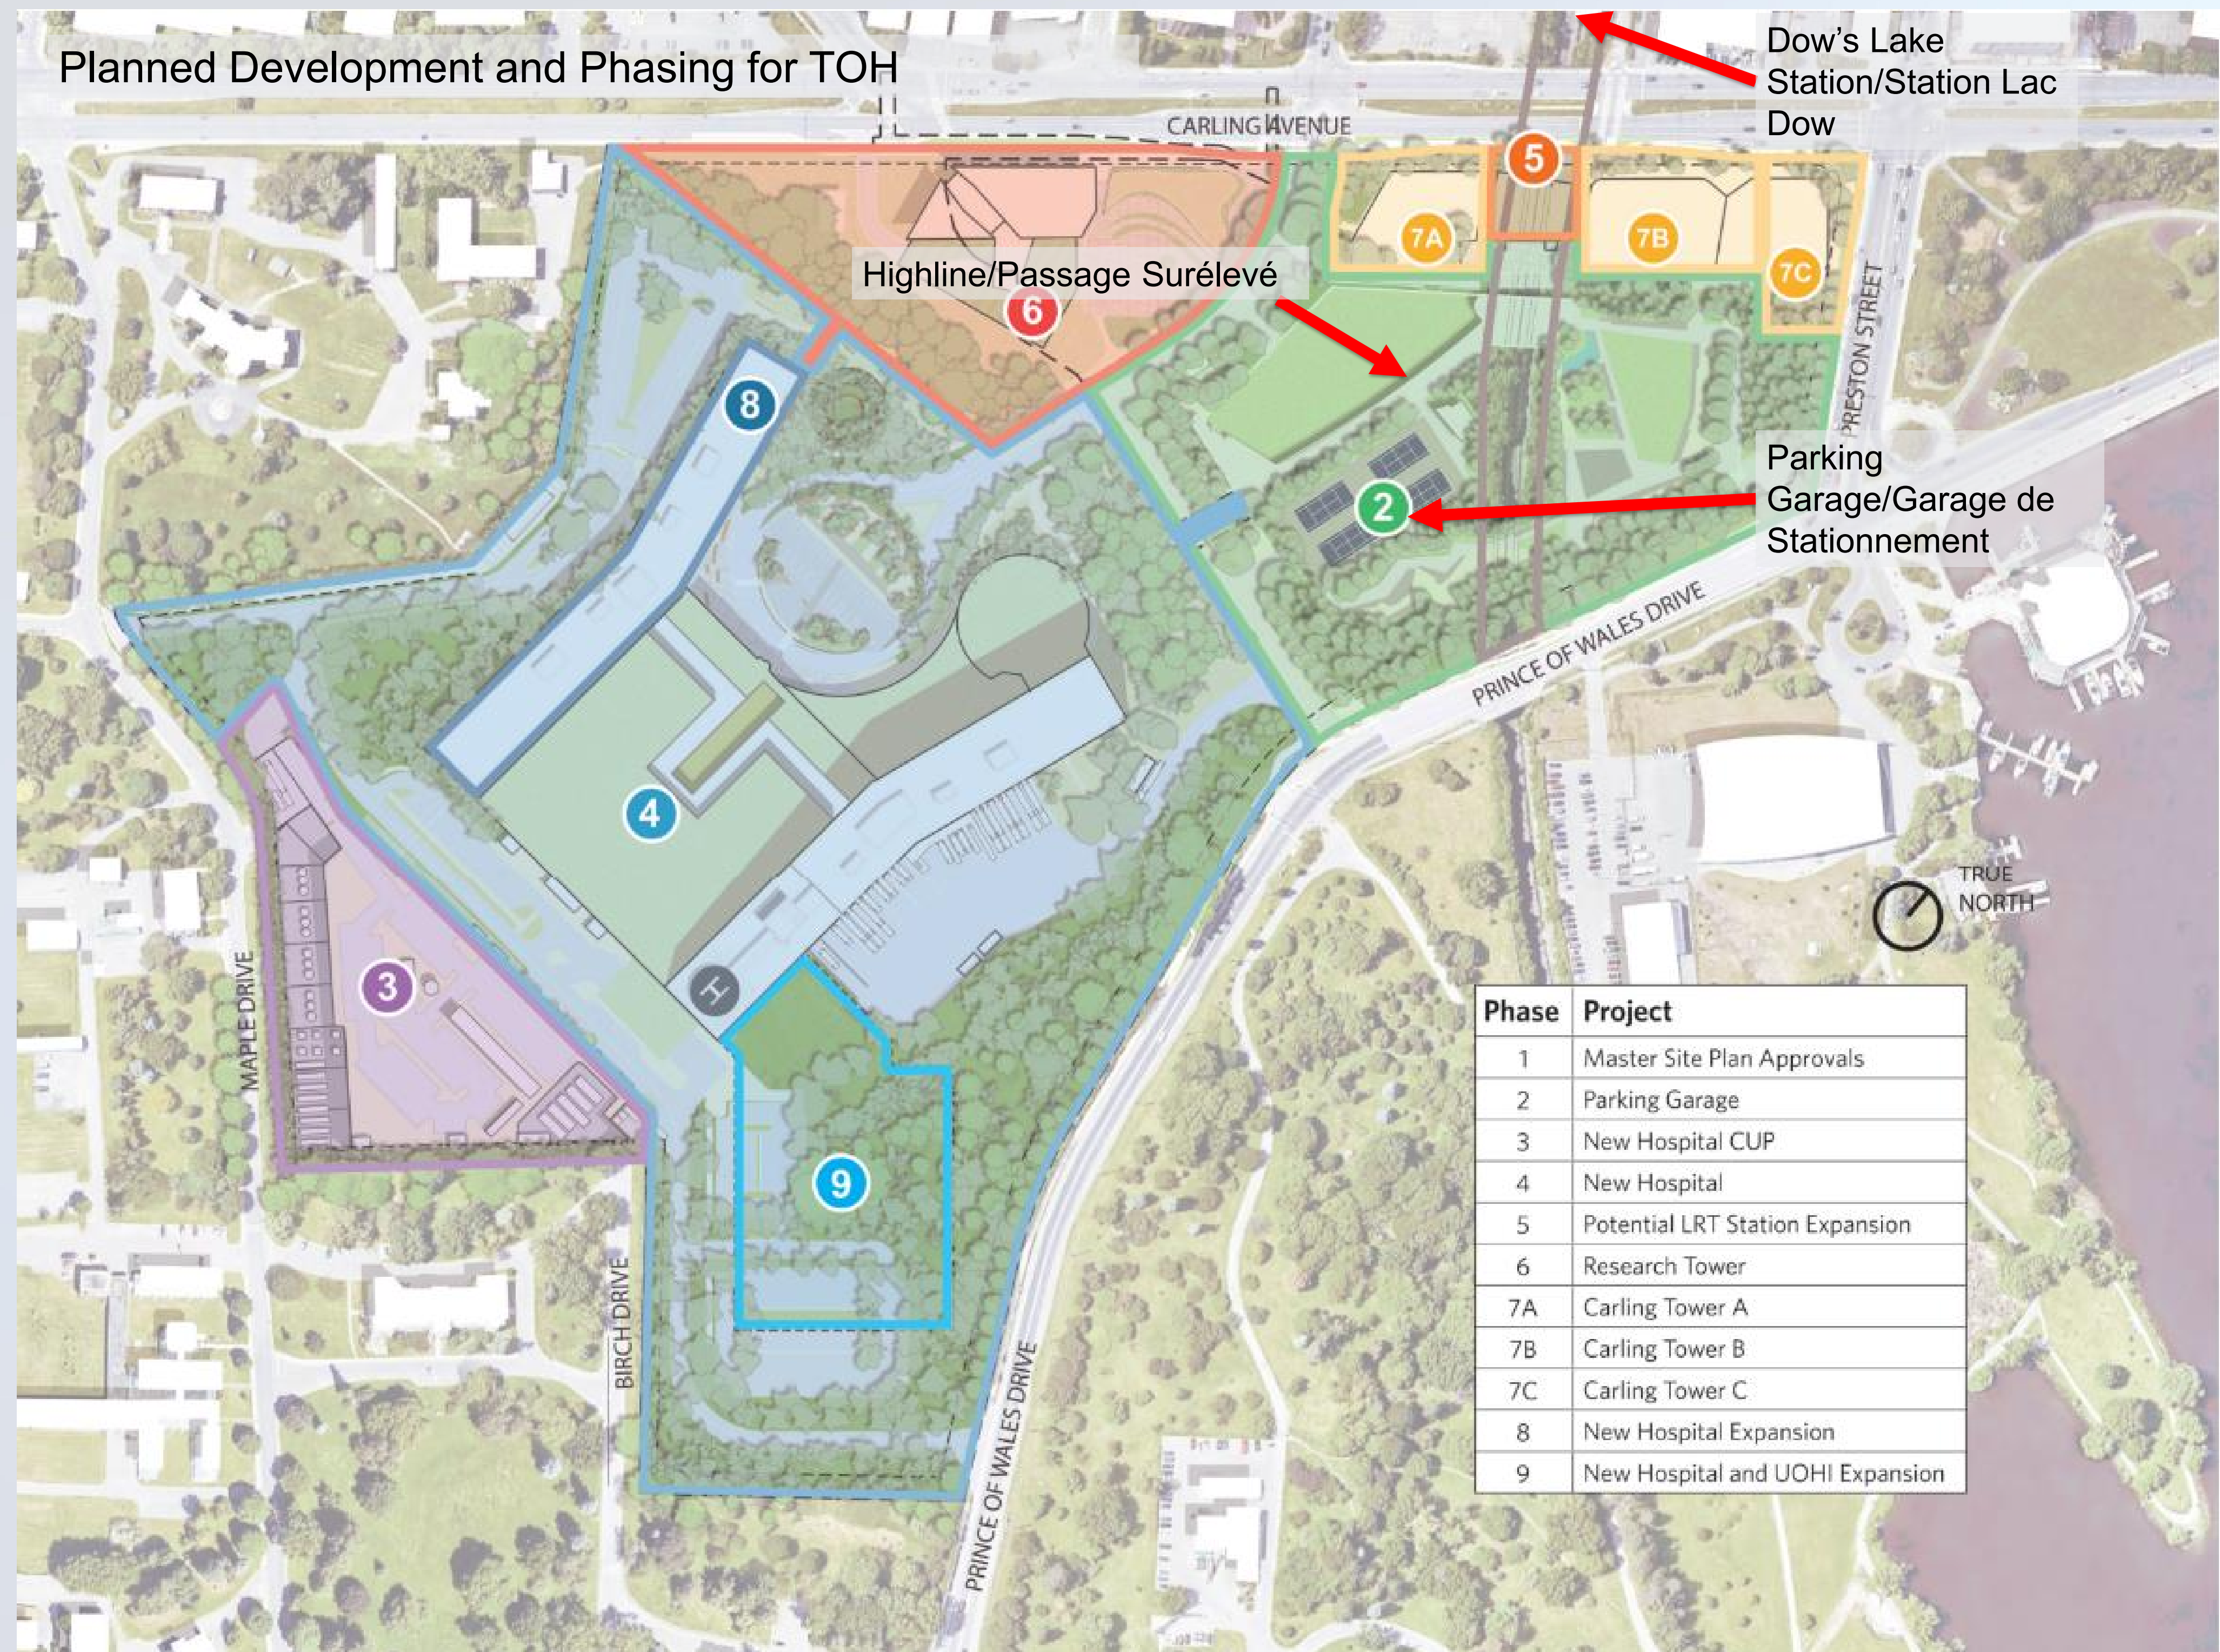 Planned Development and Phasing for TOH
Dow's Lake
Station/Station Lac
Dow
CARLING AVENUE
5
7A
7B
7C
Highline/Passage Surélevé
6
PRESTON STREET
8
Parking
Garage/Garage de
Stationnement
2
PRINCE OF WALES DRIVE
4
TRUE
NORTH
MAPLE DRIVE
3
H
9
BIRCH DRIVE
PRINCE OF WALES DRIVE
Phase Project
1 Master Site Plan Approvals
2 Parking Garage
3 New Hospital CUP
4 New Hospital
5 Potential LRT Station Expansion
6 Research Tower
7A Carling Tower A
7B Carling Tower B
7C Carling Tower C
8 New Hospital Expansion
9 New Hospital and UOHI Expansion